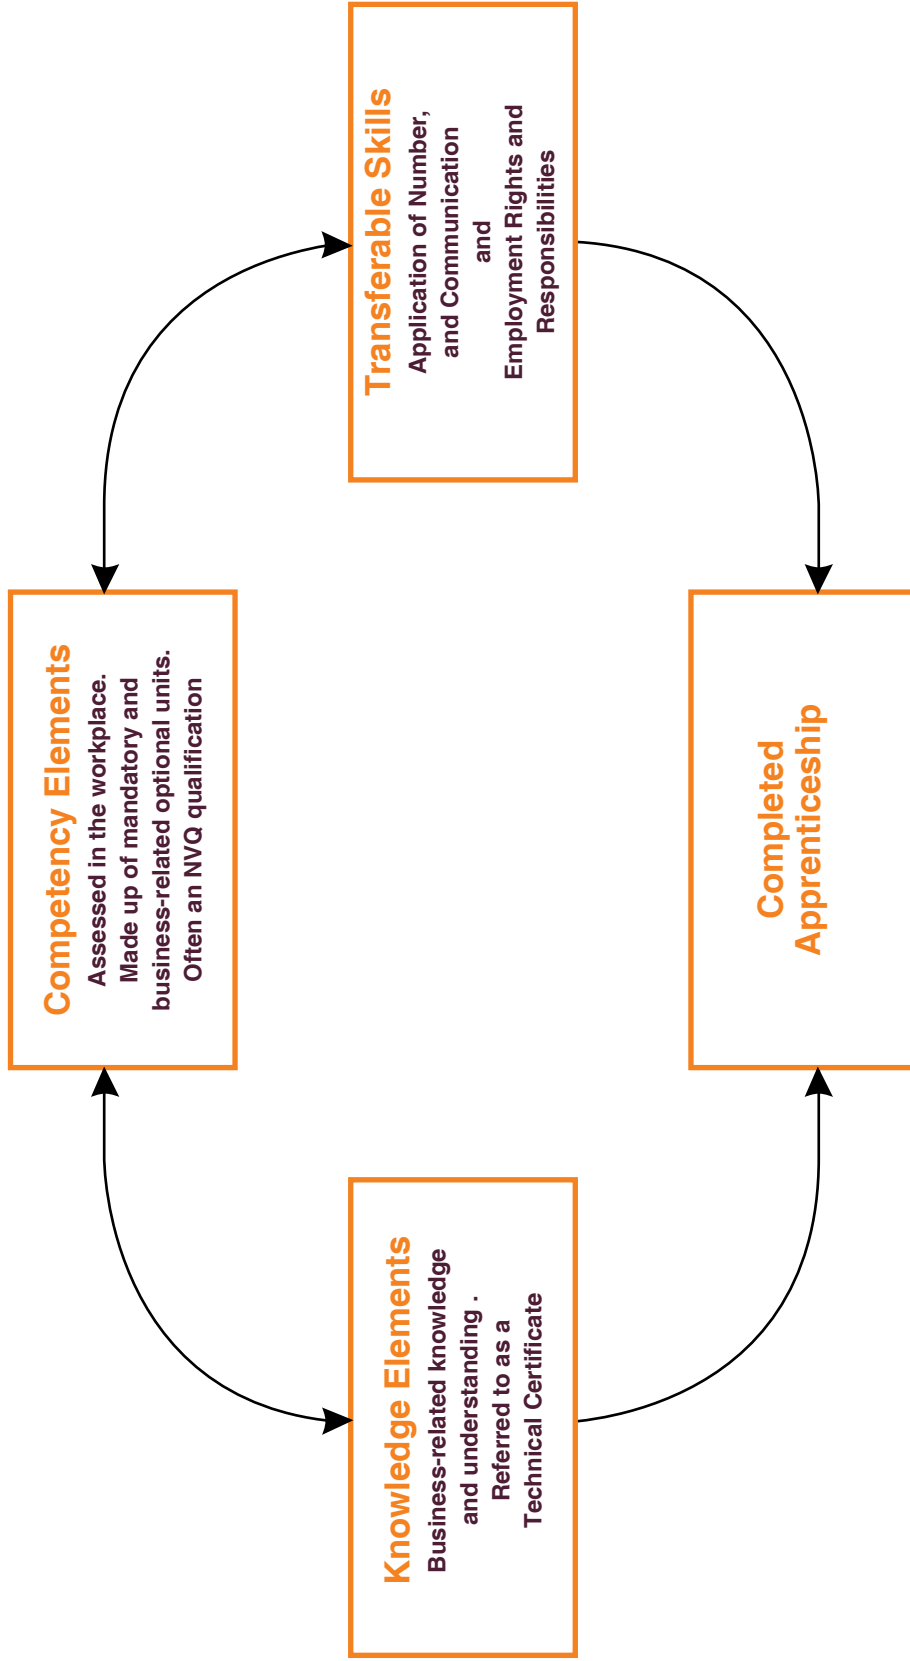 Competency Elements
Assessed in the workplace.
Made up of mandatory and
business-related optional units.
Often an NVQ qualification
Knowledge Elements
Business-related knowledge
and understanding .
Referred to as a
Technical Certificate
Transferable Skills
Application of Number,
and Communication
and
Employment Rights and
Responsibilities
Completed
Apprenticeship